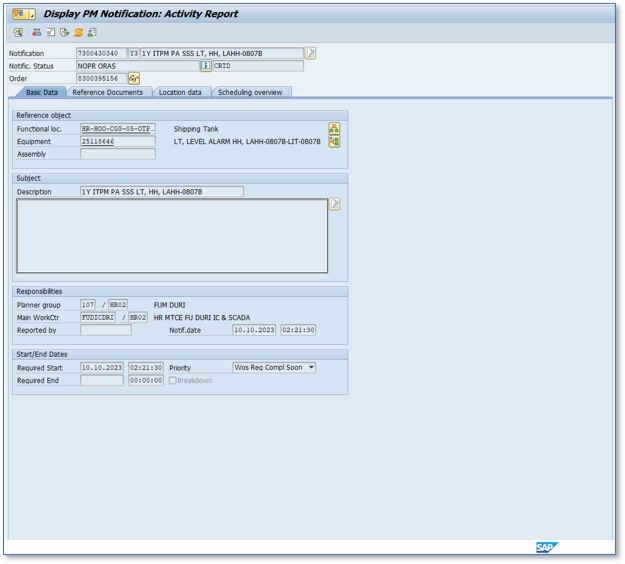 Display PM Notification: Activity Report
Notification 7300430340 Y3 1Y ITPM PA SSS LT, HH, LAHH-0807B
Notific. Status NOPR ORAS CRTD
Order 8300395156
Basic Data Reference Documents Location data Scheduling overview
Reference object
Functional loc. HR-HOO-CGS-05-OTP. Shipping Tank
Equipment 25118646 LT, LEVEL ALARM HH, LAHH-0807B-LIT-0807B
Assembly
Subject
Description 1Y ITPM PA SSS LT, HH, LAHH-0807B
Responsibilities
Planner group 107 / HR02 FUM DURI
Main WorkCtr FUDICDRI / HR02 HR MTCE FU DURI IC & SCADA
Reported by Notif.date 10.10.2023 02:21:30
Start/End Dates
Required Start 10.10.2023 02:21:30 Priority Wos Req Compl Soon
Required End 00:00:00 Breakdown
SAP